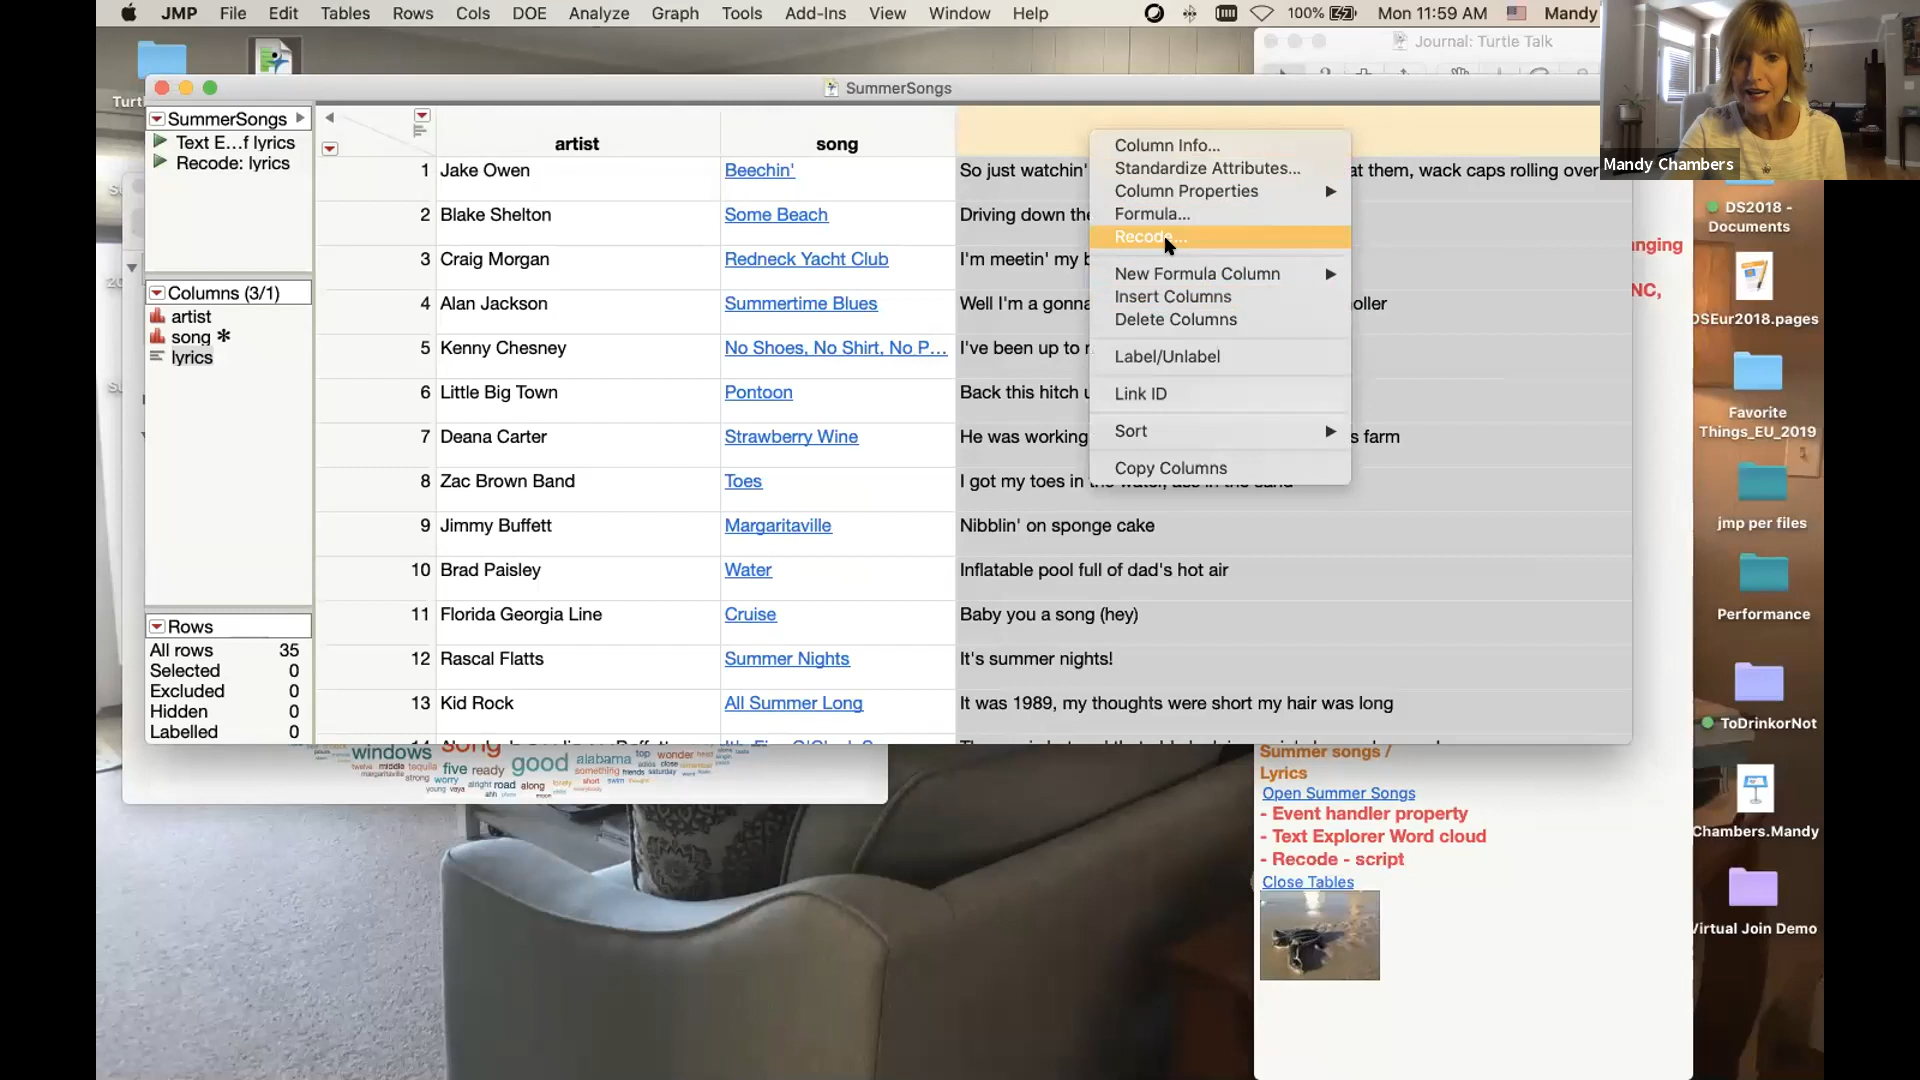 JMP File Edit Tables Rows Cols DOE Analyze Graph Tools Add-Ins View Window Help 100% Mon 11:59 AM Mandy
Journal: Turtle Talk
SummerSongs
Mandy Chambers
SummerSongs
Text E...f lyrics
Recode: lyrics
Columns (3/1)
artist
song ✻
lyrics
Rows
All rows 35
Selected 0
Excluded 0
Hidden 0
Labelled 0
artist song
1 Jake Owen Beechin' So just watchin' at them, wack caps rolling over
2 Blake Shelton Some Beach Driving down the
3 Craig Morgan Redneck Yacht Club I'm meetin' my
4 Alan Jackson Summertime Blues Well I'm a gonna oller
5 Kenny Chesney No Shoes, No Shirt, No P... I've been up to
6 Little Big Town Pontoon Back this hitch
7 Deana Carter Strawberry Wine He was working s farm
8 Zac Brown Band Toes I got my toes in
9 Jimmy Buffett Margaritaville Nibblin' on sponge cake
10 Brad Paisley Water Inflatable pool full of dad's hot air
11 Florida Georgia Line Cruise Baby you a song (hey)
12 Rascal Flatts Summer Nights It's summer nights!
13 Kid Rock All Summer Long It was 1989, my thoughts were short my hair was long
Column Info...
Standardize Attributes...
Column Properties
Formula...
Recode...
New Formula Column
Insert Columns
Delete Columns
Label/Unlabel
Link ID
Sort
Copy Columns
windows song good alabama
five ready
something friends saturday
top wonder
strong worry
along road
Summer songs /
Lyrics
Open Summer Songs
- Event handler property
- Text Explorer Word cloud
- Recode - script
Close Tables
anging
NC,
DS2018 -
Documents
DSEur2018.pages
Favorite
Things_EU_2019
jmp per files
Performance
ToDrinkorNot
Chambers.Mandy
Virtual Join Demo